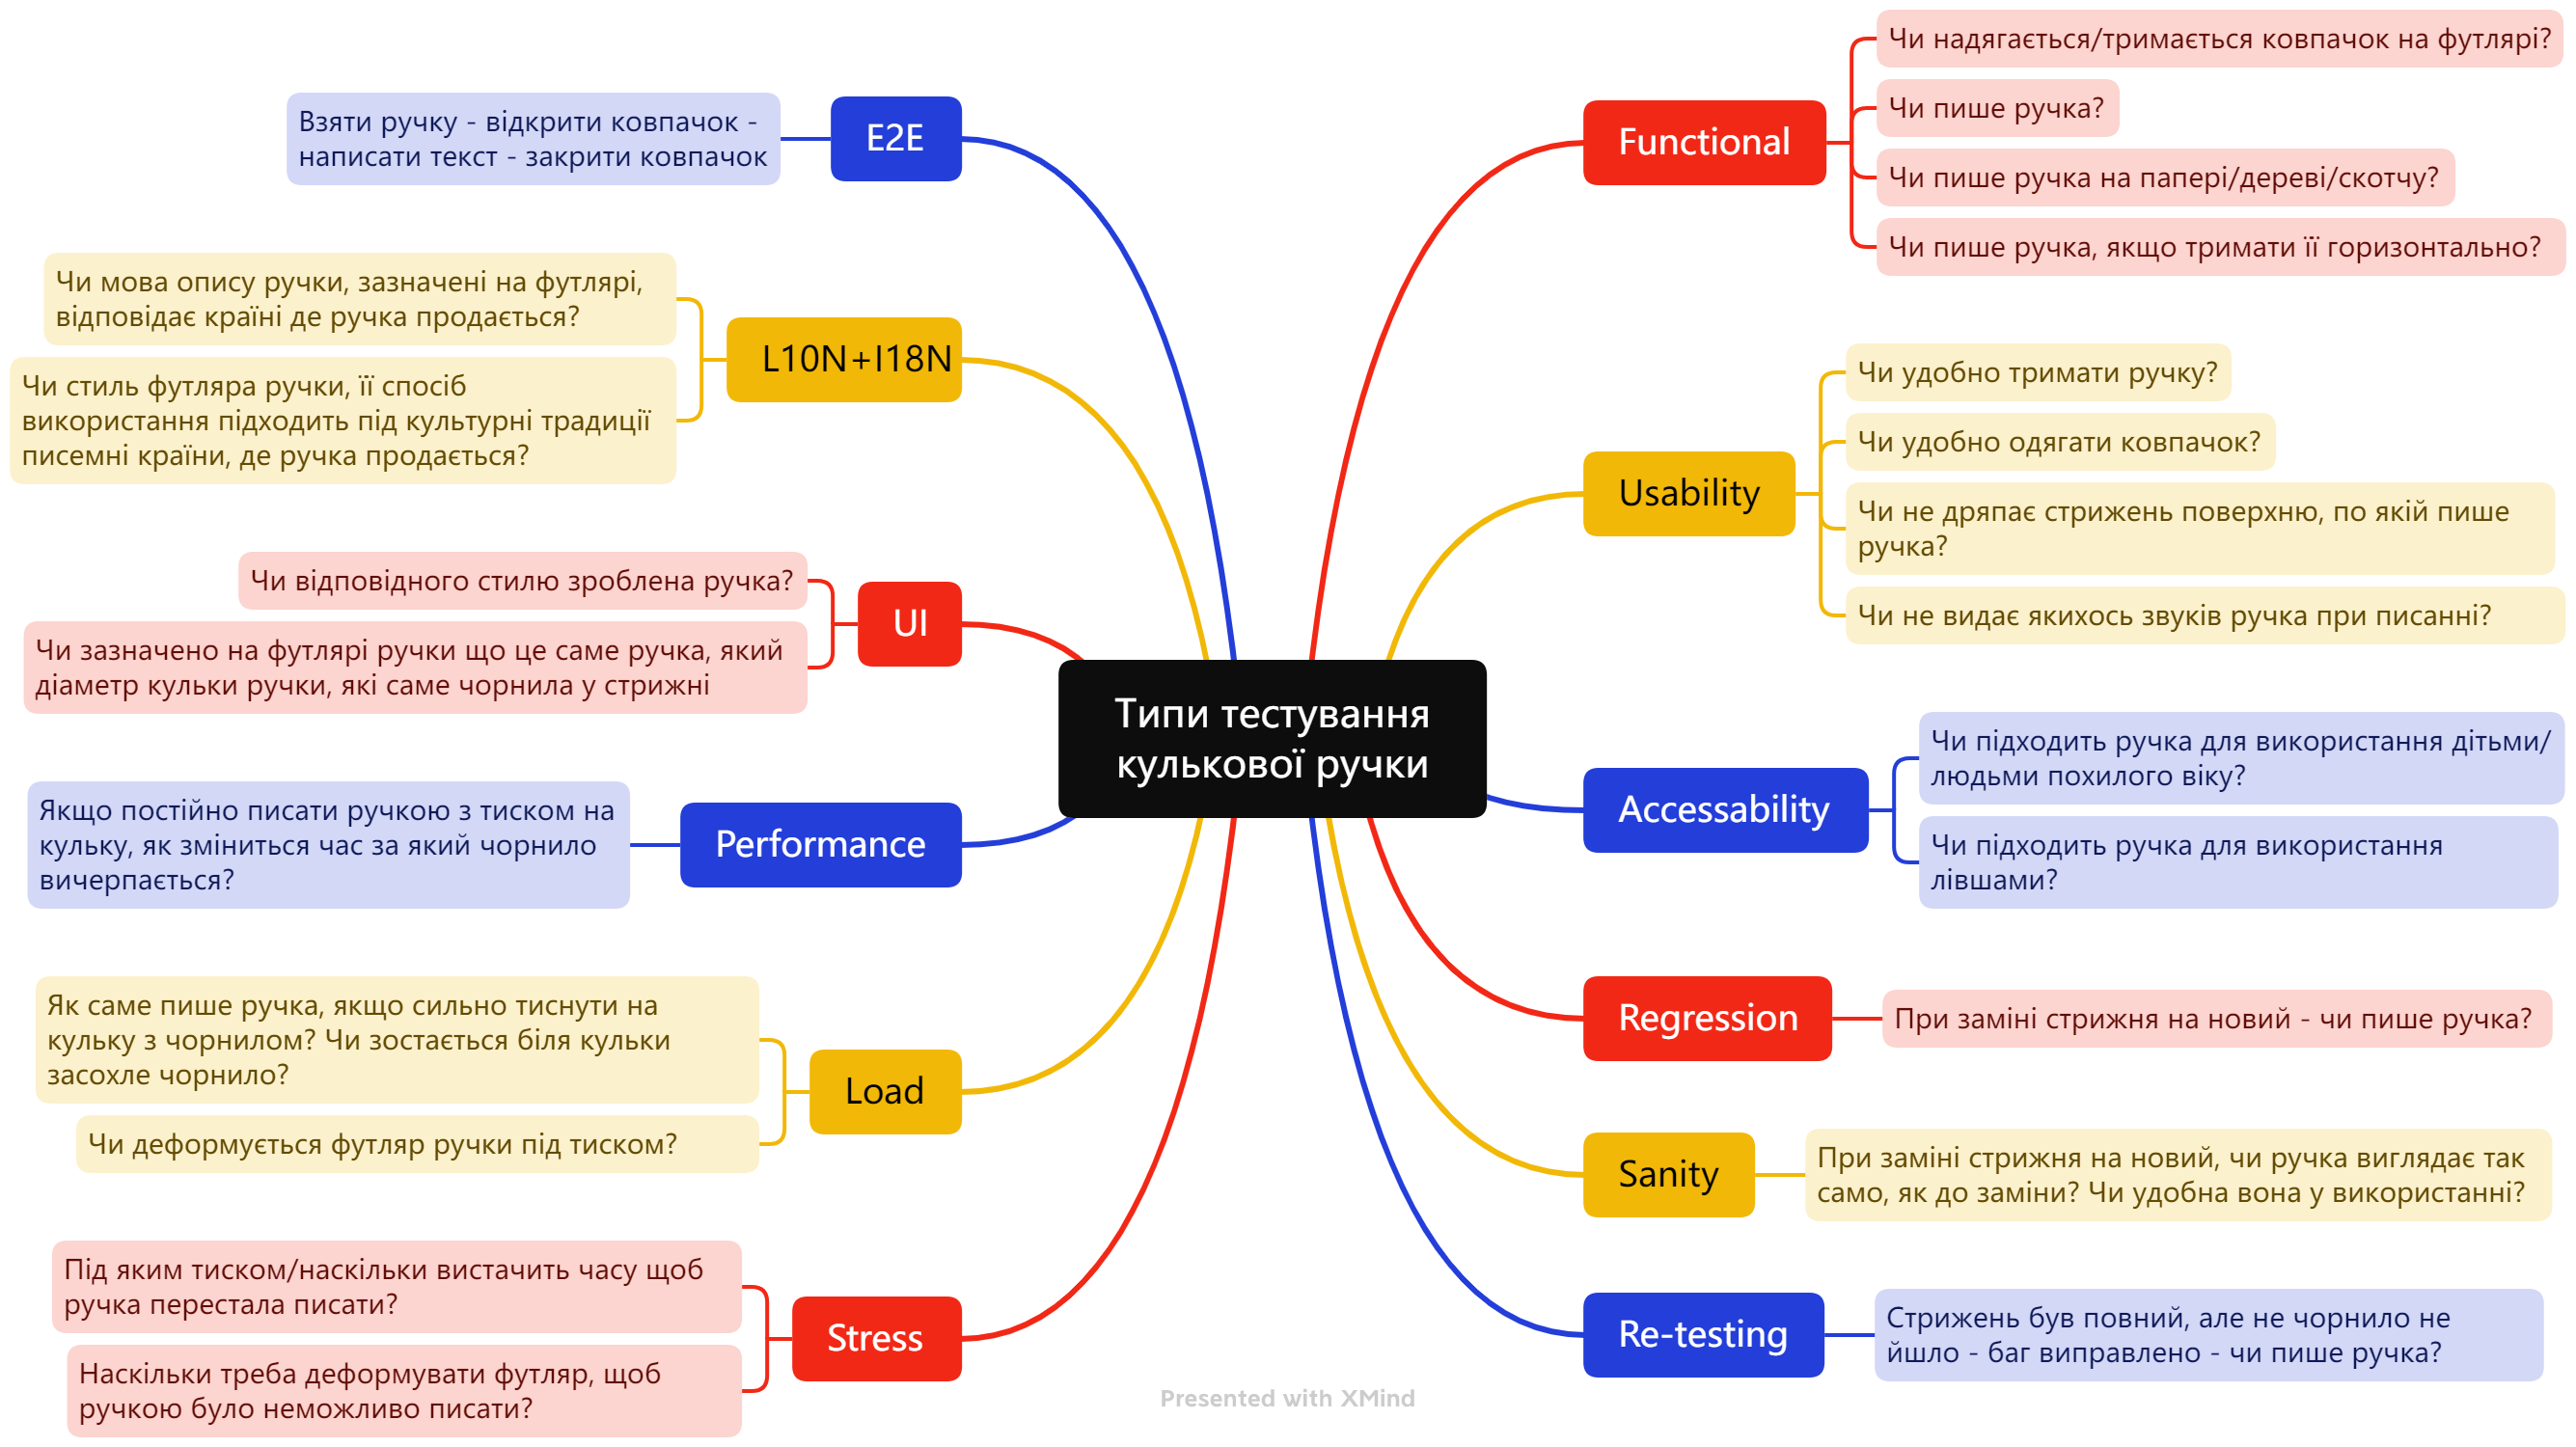 Типи тестування
кулькової ручки
Functional
Чи надягається/тримається ковпачок на футлярі?
Чи пише ручка?
Чи пише ручка на папері/дереві/скотчу?
Чи пише ручка, якщо тримати її горизонтально?
Usability
Чи удобно тримати ручку?
Чи удобно одягати ковпачок?
Чи не дряпає стрижень поверхню, по якій пише
ручка?
Чи не видає якихось звуків ручка при писанні?
Accessability
Чи підходить ручка для використання дітьми/
людьми похилого віку?
Чи підходить ручка для використання
лівшами?
Regression
При заміні стрижня на новий - чи пише ручка?
Sanity
При заміні стрижня на новий, чи ручка виглядає так
само, як до заміни? Чи удобна вона у використанні?
Re-testing
Стрижень був повний, але не чорнило не
йшло - баг виправлено - чи пише ручка?
E2E
Взяти ручку - відкрити ковпачок -
написати текст - закрити ковпачок
L10N+I18N
Чи мова опису ручки, зазначені на футлярі,
відповідає країні де ручка продається?
Чи стиль футляра ручки, її спосіб
використання підходить під культурні традиції
писемні країни, де ручка продається?
UI
Чи відповідного стилю зроблена ручка?
Чи зазначено на футлярі ручки що це саме ручка, який
діаметр кульки ручки, які саме чорнила у стрижні
Performance
Якщо постійно писати ручкою з тиском на
кульку, як зміниться час за який чорнило
вичерпається?
Load
Як саме пише ручка, якщо сильно тиснути на
кульку з чорнилом? Чи зостається біля кульки
засохле чорнило?
Чи деформується футляр ручки під тиском?
Stress
Під яким тиском/наскільки вистачить часу щоб
ручка перестала писати?
Наскільки треба деформувати футляр, щоб
ручкою було неможливо писати?
Presented with XMind